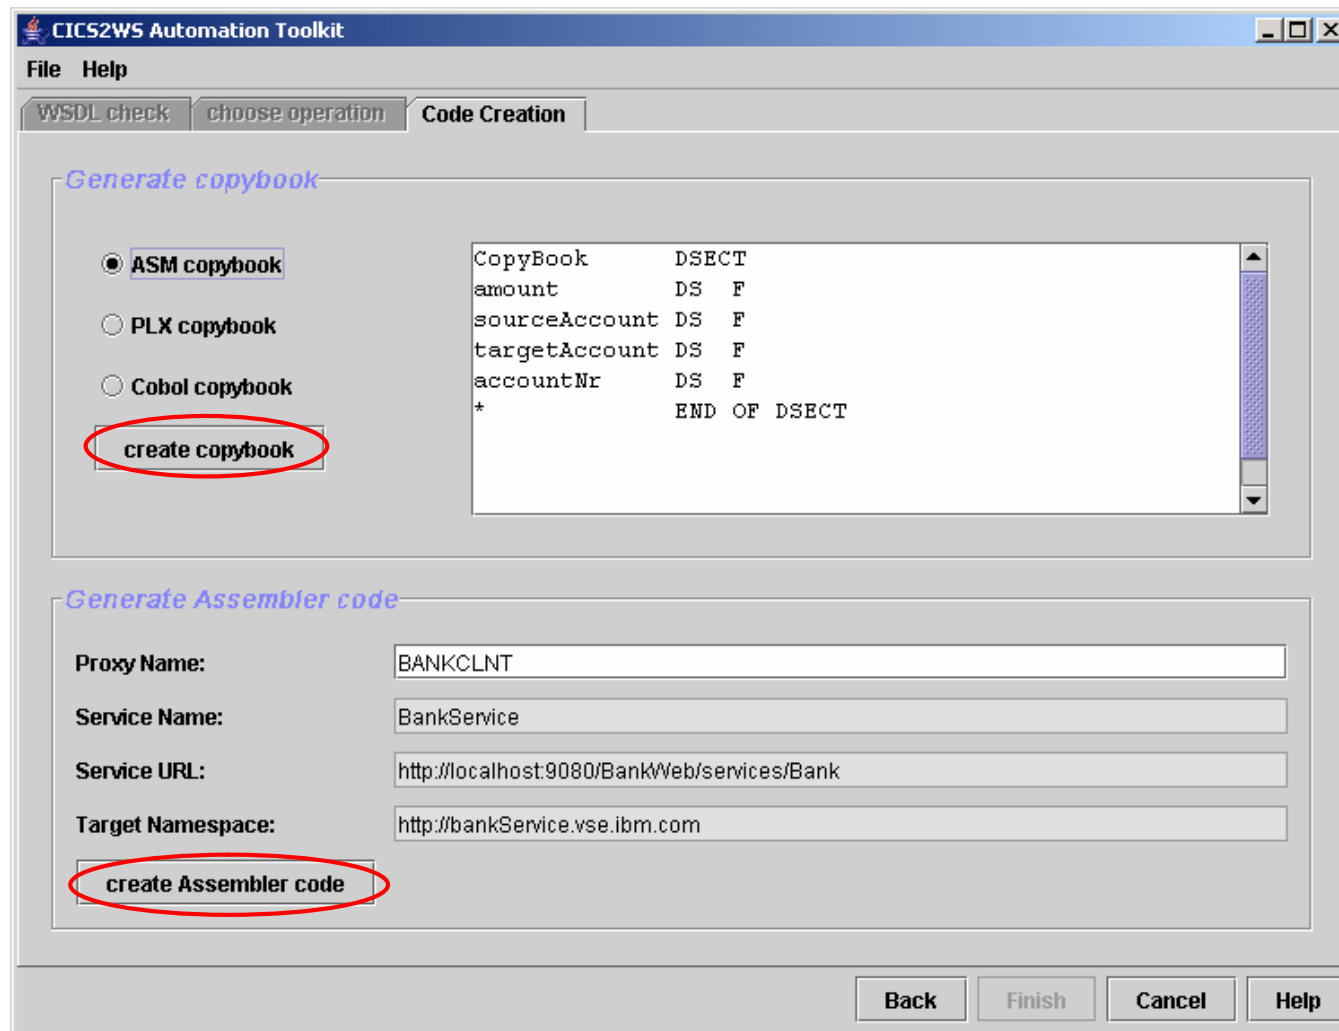 CICS2WS Automation Toolkit
File Help
WSDL check choose operation Code Creation
Generate copybook
ASM copybook
PLX copybook
Cobol copybook
create copybook
CopyBook DSECT
amount DS F
sourceAccount DS F
targetAccount DS F
accountNr DS F
* END OF DSECT
Generate Assembler code
Proxy Name: BANKCLNT
Service Name: BankService
Service URL: http://localhost:9080/BankWeb/services/Bank
Target Namespace: http://bankService.vse.ibm.com
create Assembler code
Back Finish Cancel Help